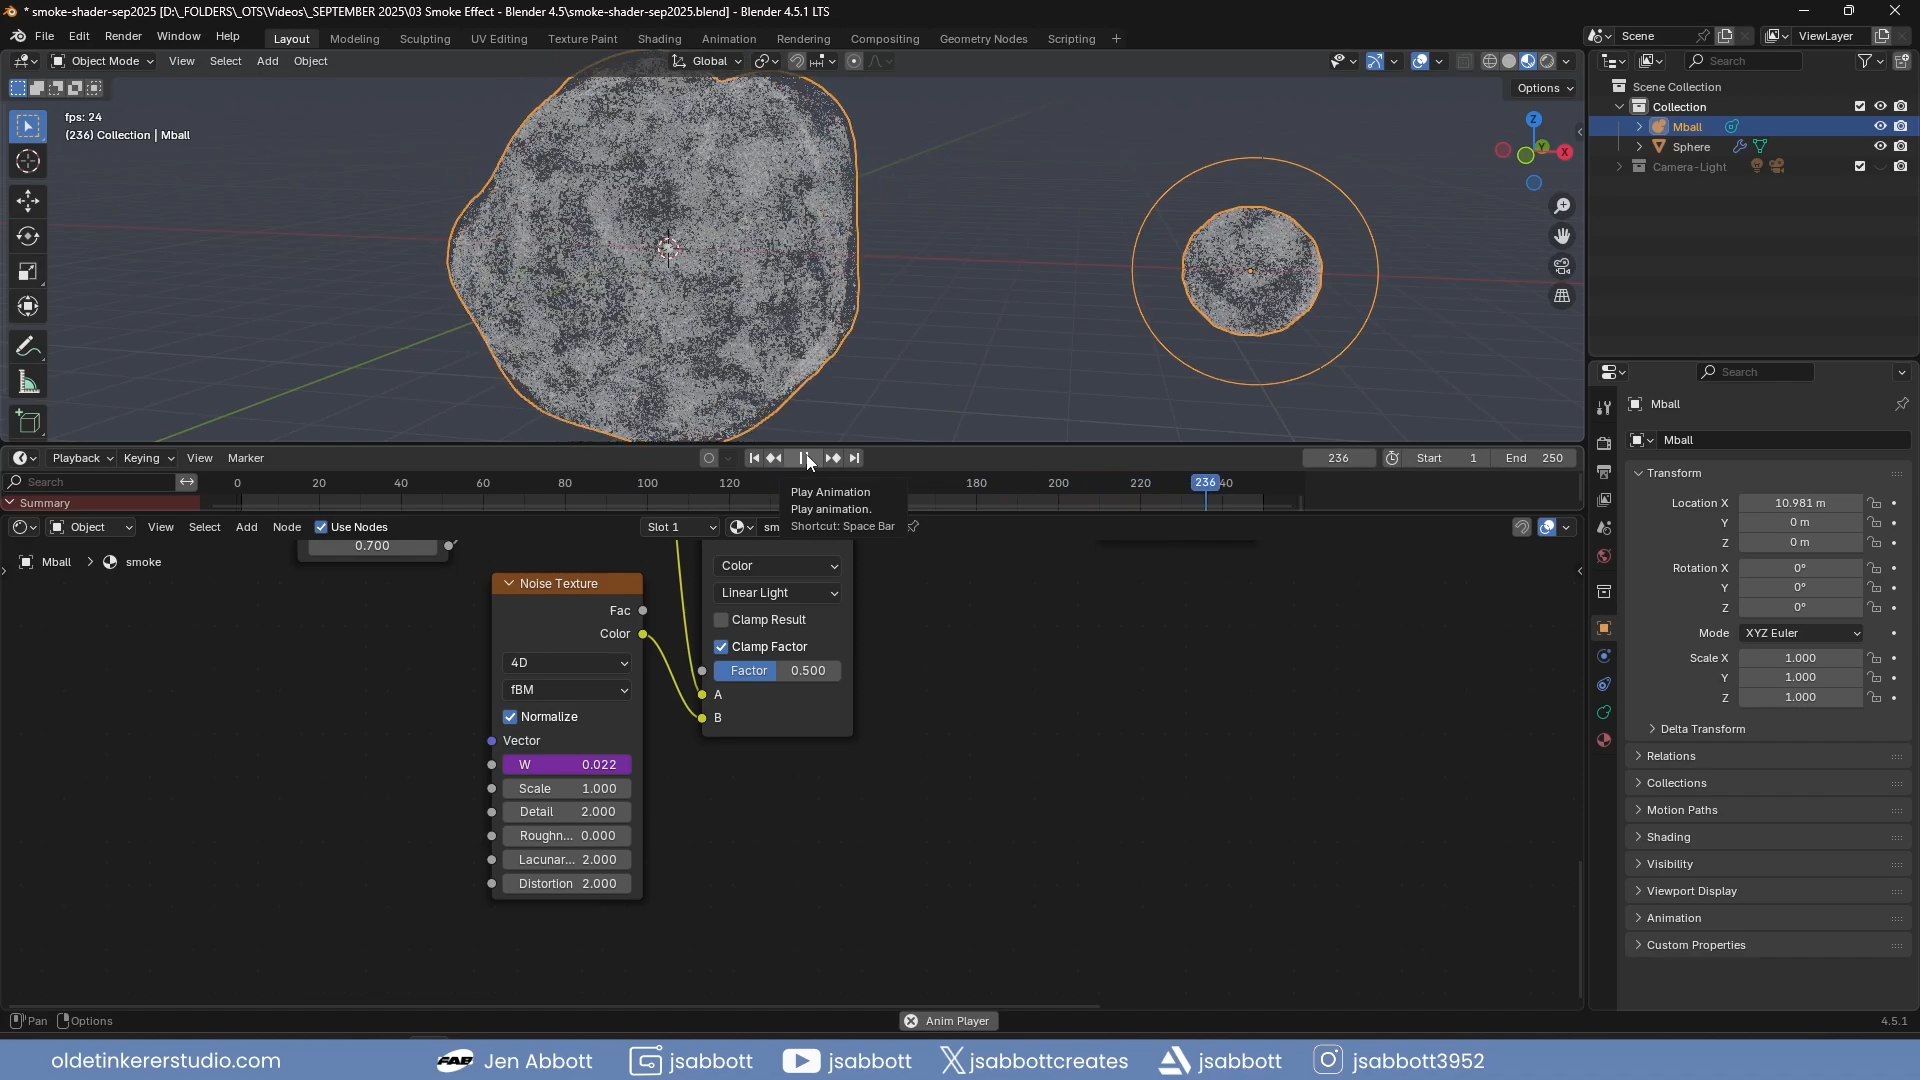 * smoke-shader-sep2025 [D:\_FOLDERS\_OTS\Videos\_SEPTEMBER 2025\03 Smoke Effect - Blender 4.5\smoke-shader-sep2025.blend] - Blender 4.5.1 LTS
File Edit Render Window Help Layout Modeling Sculpting UV Editing Texture Paint Shading Animation Rendering Compositing Geometry Nodes Scripting + Scene ViewLayer
Object Mode View Select Add Object Global Search
Options
Scene Collection
Collection
Mball
Sphere
Camera-Light
fps: 24
(236) Collection | Mball
Z
Y
X
Search
Mball
Mball
Playback Keying View Marker 236 Start 1 End 250
Search 0 20 40 60 80 100 120 180 200 220 236 40
Summary
Play Animation
Play animation.
Shortcut: Space Bar
Object View Select Add Node Use Nodes Slot 1 sm
Mball > smoke
0.700
Noise Texture
Fac
Color
4D
fBM
Normalize
Vector
W 0.022
Scale 1.000
Detail 2.000
Roughn... 0.000
Lacunar... 2.000
Distortion 2.000
Color
Linear Light
Clamp Result
Clamp Factor
Factor 0.500
A
B
Transform
Location X 10.981 m
Y 0 m
Z 0 m
Rotation X 0°
Y 0°
Z 0°
Mode XYZ Euler
Scale X 1.000
Y 1.000
Z 1.000
Delta Transform
Relations
Collections
Motion Paths
Shading
Visibility
Viewport Display
Animation
Custom Properties
Pan Options Anim Player 4.5.1
oldetinkererstudio.com FAB Jen Abbott jsabbott jsabbott jsabbottcreates jsabbott jsabbott3952